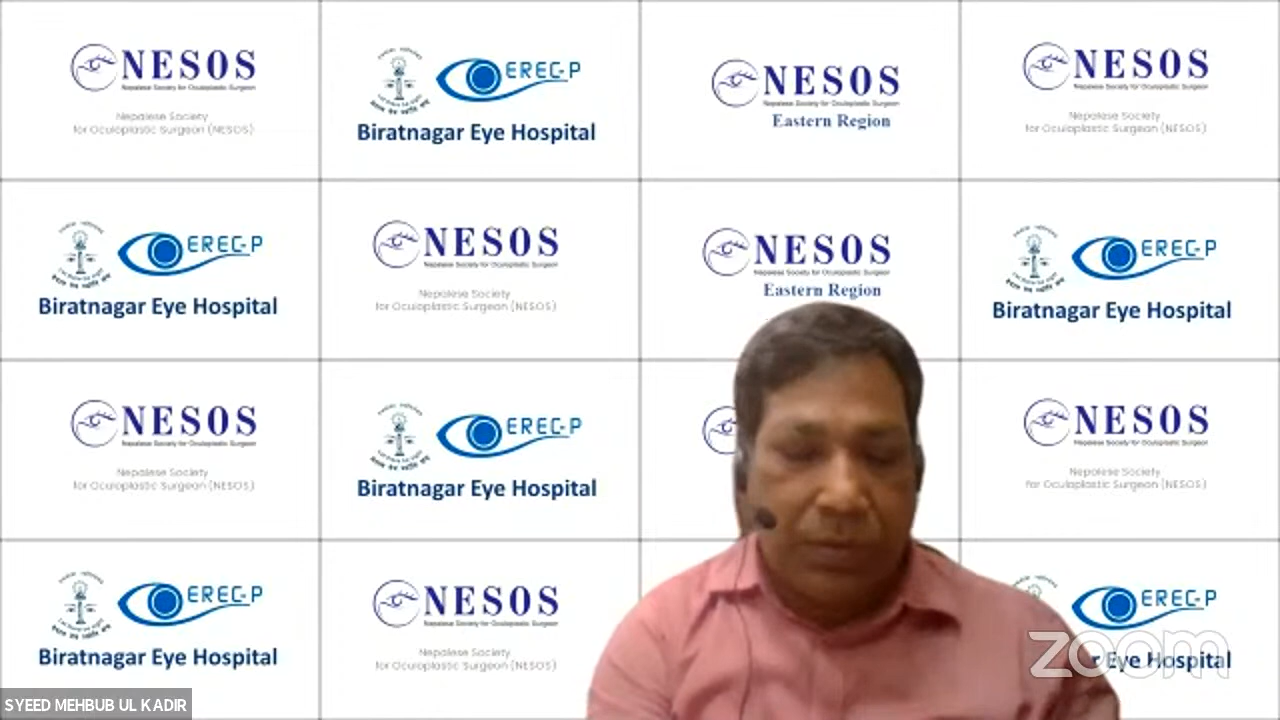 NESOS
Nepalese Society for Oculoplastic Surgeon
Nepalese Society
for Oculoplastic Surgeon (NESOS)
EREC-P
Biratnagar Eye Hospital
NESOS
Nepalese Society for Oculoplastic Surgeon
Eastern Region
NESOS
Nepalese Society for Oculoplastic Surgeon
Nepalese Society
for Oculoplastic Surgeon (NESOS)
EREC-P
Biratnagar Eye Hospital
NESOS
Nepalese Society for Oculoplastic Surgeon
Nepalese Society
for Oculoplastic Surgeon (NESOS)
NESOS
Nepalese Society for Oculoplastic Surgeon
Eastern Region
EREC-P
Biratnagar Eye Hospital
NESOS
Nepalese Society for Oculoplastic Surgeon
Nepalese Society
for Oculoplastic Surgeon (NESOS)
EREC-P
Biratnagar Eye Hospital
NESOS
Nepalese Society for Oculoplastic Surgeon
Nepalese Society
for Oculoplastic Surgeon (NESOS)
EREC-P
Biratnagar Eye Hospital
NESOS
Nepalese Society for Oculoplastic Surgeon
Nepalese Society
for Oculoplastic Surgeon (NESOS)
EREC-P
r Eye Hospital
zoom
SYEED MEHBUB UL KADIR